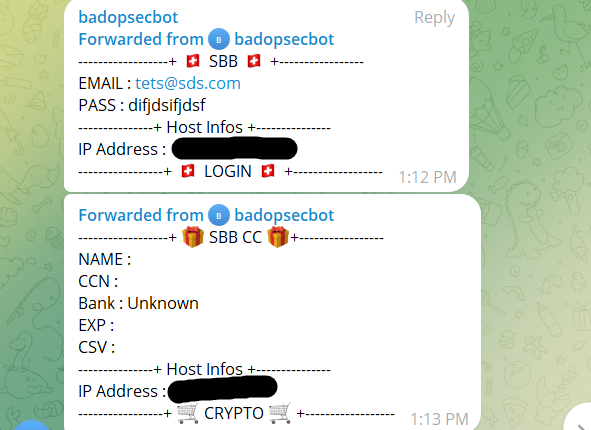 badopsecbot Reply
Forwarded from B badopsecbot
------------------+ 🇨🇭 SBB 🇨🇭 +-----------------
EMAIL : tets@sds.com
PASS : difjdsifjdsf
---------------+ Host Infos +---------------
IP Address :
-----------------+ 🇨🇭 LOGIN 🇨🇭 +------------------
1:12 PM
Forwarded from B badopsecbot
------------------+ 🎁 SBB CC 🎁+-----------------
NAME :
CCN :
Bank : Unknown
EXP :
CSV :
---------------+ Host Infos +---------------
IP Address :
-----------------+ 🛒 CRYPTO 🛒 +------------------
1:13 PM